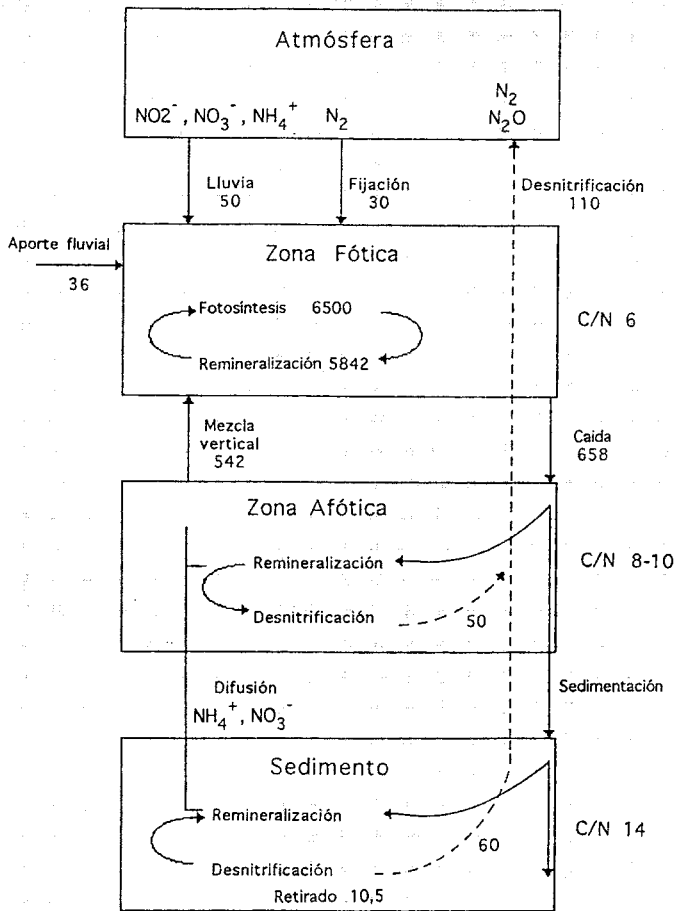 Atmósfera
NO2⁻, NO₃⁻, NH₄⁺ N₂
N₂
N₂O
Lluvia
50
Fijación
30
Desnitrificación
110
Aporte fluvial
36
Zona Fótica
Fotosíntesis 6500
Remineralización 5842
C/N 6
Mezcla
vertical
542
Caida
658
Zona Afótica
Remineralización
Desnitrificación
50
C/N 8-10
Difusión
NH₄⁺, NO₃⁻
Sedimentación
Sedimento
Remineralización
Desnitrificación
60
Retirado 10,5
C/N 14